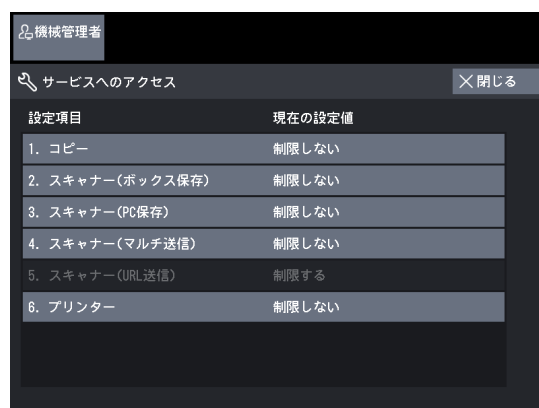 機械管理者
サービスへのアクセス
閉じる
設定項目 現在の設定値
1. コピー 制限しない
2. スキャナー(ボックス保存) 制限しない
3. スキャナー(PC保存) 制限しない
4. スキャナー(マルチ送信) 制限しない
5. スキャナー(URL送信) 制限する
6. プリンター 制限しない